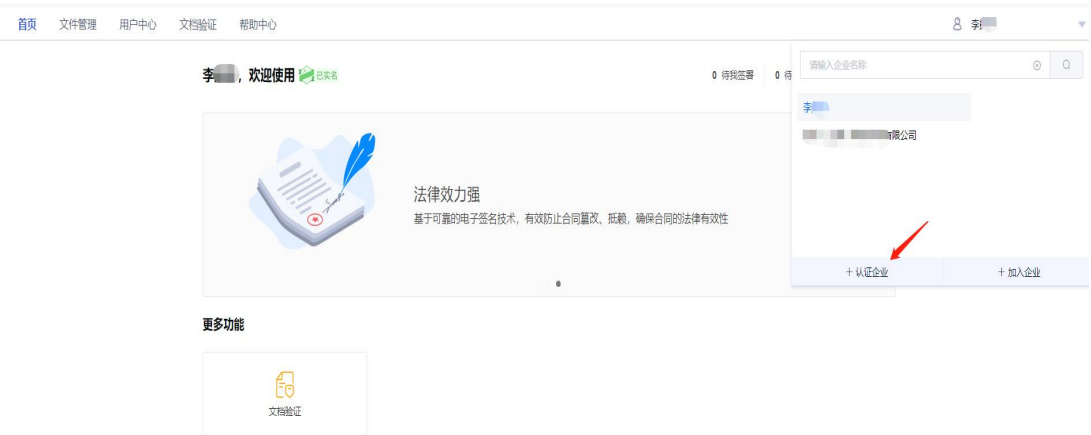 首页 文件管理 用户中心 文档验证 帮助中心 李
李 ，欢迎使用 已实名 0 待我签署 0 待
请输入企业名称
李
有限公司
法律效力强
基于可靠的电子签名技术，有效防止合同篡改、抵赖，确保合同的法律有效性
＋认证企业 ＋加入企业
更多功能
文档验证